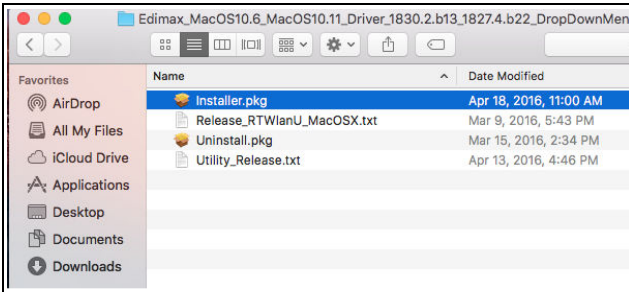 Edimax_MacOS10.6_MacOS10.11_Driver_1830.2.b13_1827.4.b22_DropDownMen
Favorites
AirDrop
All My Files
iCloud Drive
Applications
Desktop
Documents
Downloads
Name Date Modified
Installer.pkg Apr 18, 2016, 11:00 AM
Release_RTWlanU_MacOSX.txt Mar 9, 2016, 5:43 PM
Uninstall.pkg Mar 15, 2016, 2:34 PM
Utility_Release.txt Apr 13, 2016, 4:46 PM